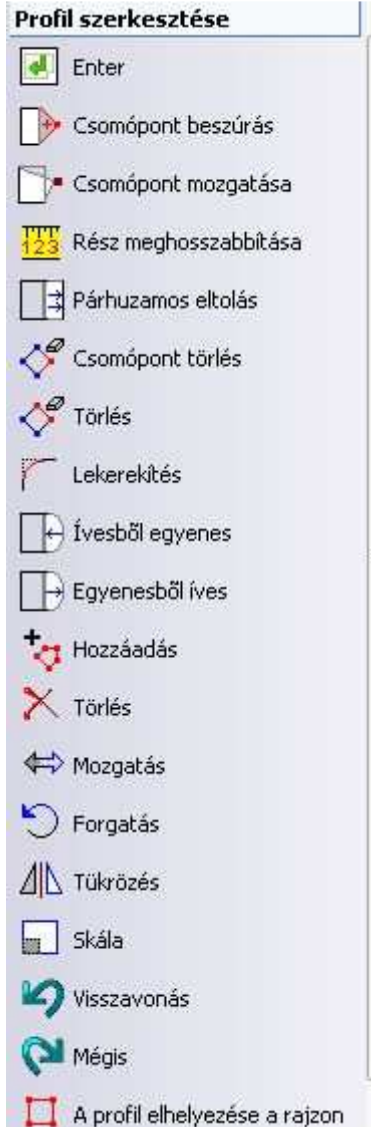 Profil szerkesztése
Enter
Csomópont beszúrás
Csomópont mozgatása
123 Rész meghosszabbítása
Párhuzamos eltolás
Csomópont törlés
Törlés
Lekerekítés
Ívesből egyenes
Egyenesből íves
Hozzáadás
Törlés
Mozgatás
Forgatás
Tükrözés
Skála
Visszavonás
Mégis
A profil elhelyezése a rajzon